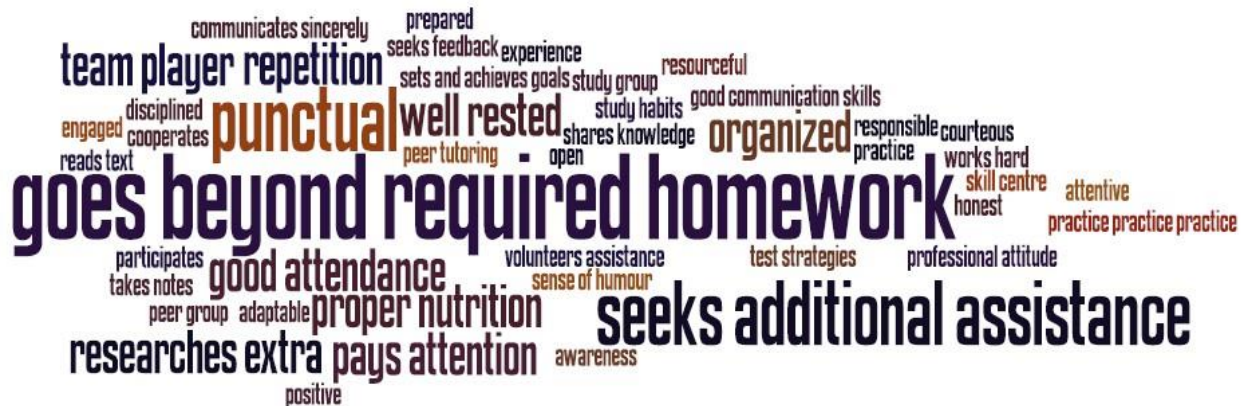 communicates sincerely
prepared
team player
repetition
seeks feedback
experience
sets and achieves goals
study group
resourceful
disciplined
punctual
well rested
study habits
good communication skills
engaged
cooperates
shares knowledge
organized
responsible
courteous
reads text
peer tutoring
open
practice
works hard
goes beyond required homework
skill centre
attentive
honest
practice practice practice
participates
good attendance
volunteers assistance
test strategies
professional attitude
takes notes
sense of humour
peer group
adaptable
proper nutrition
seeks additional assistance
researches extra
pays attention
awareness
positive